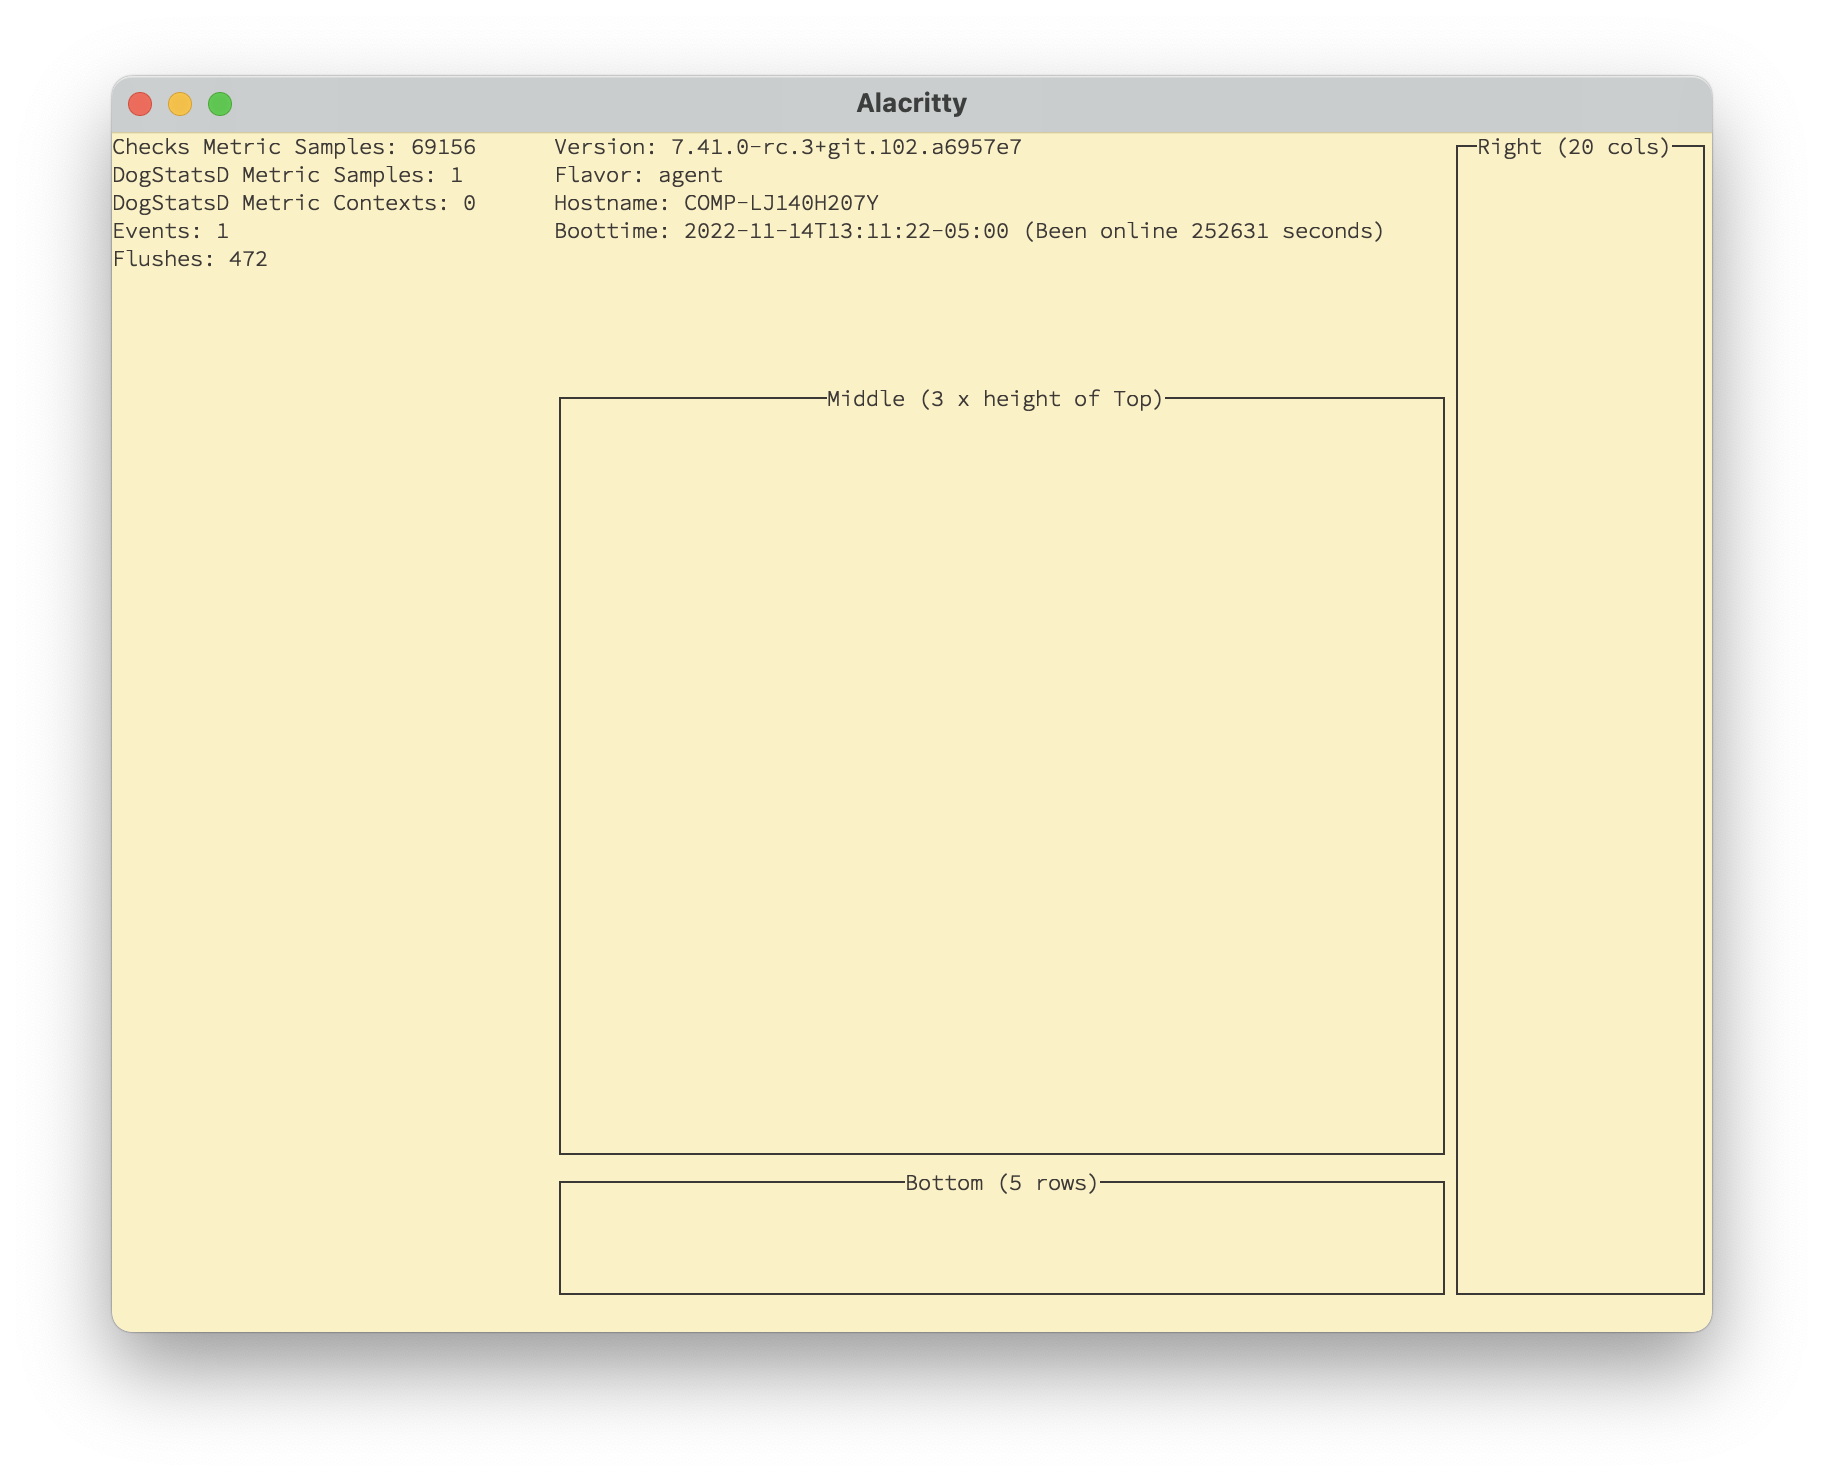 Alacritty
Checks Metric Samples: 69156
DogStatsD Metric Samples: 1
DogStatsD Metric Contexts: 0
Events: 1
Flushes: 472
Version: 7.41.0-rc.3+git.102.a6957e7
Flavor: agent
Hostname: COMP-LJ140H207Y
Boottime: 2022-11-14T13:11:22-05:00 (Been online 252631 seconds)
Middle (3 x height of Top)
Bottom (5 rows)
Right (20 cols)